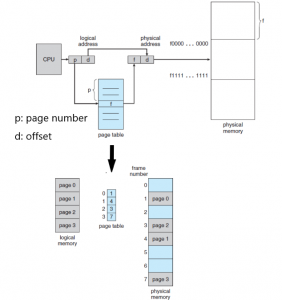 logical
address
physical
address
f
CPU
p d
f d
f0000 ... 0000
f1111 ... 1111
p
f
page table
physical
memory
p: page number
d: offset
frame
number
page 0
page 1
page 2
page 3
logical
memory
0 1
1 4
2 3
3 7
page table
0
1 page 0
2
3 page 2
4 page 1
5
6
7 page 3
physical
memory